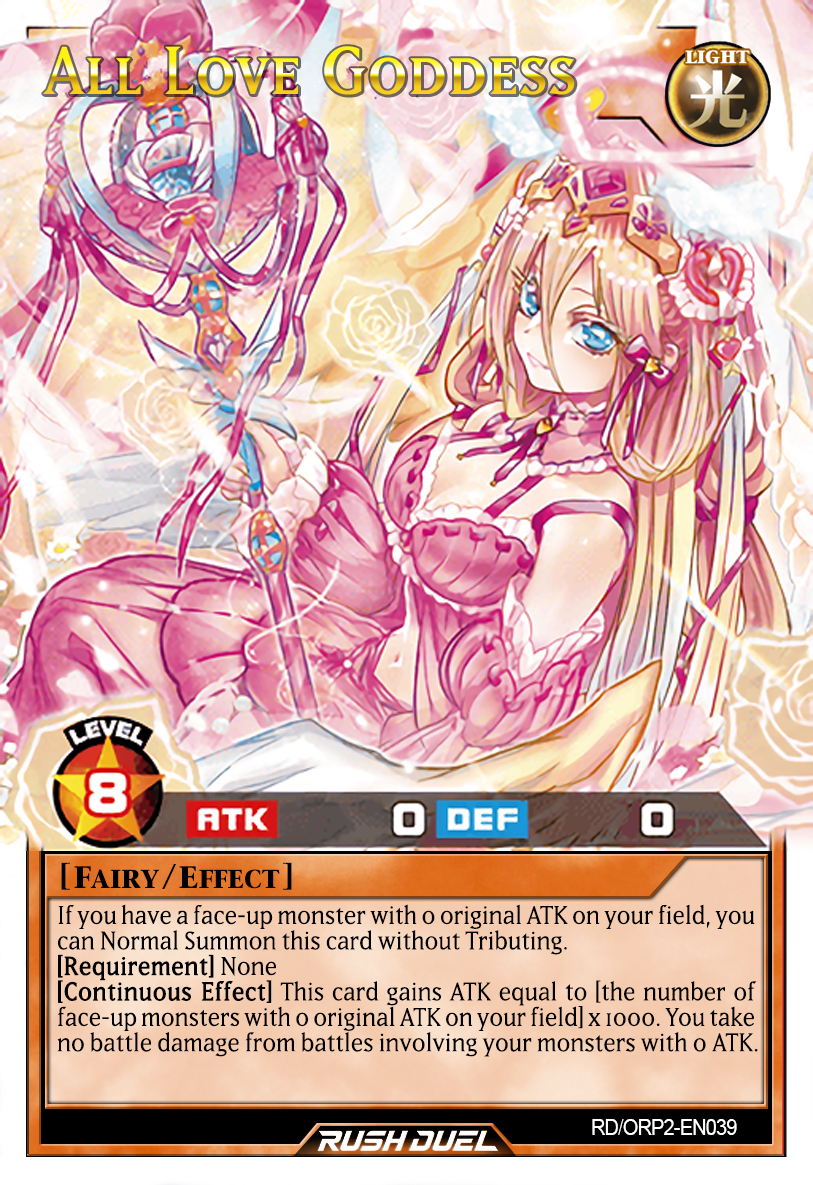 All Love Goddess
LIGHT
光
LEVEL
8
ATK 0 DEF 0
[Fairy/Effect]
If you have a face-up monster with 0 original ATK on your field, you
can Normal Summon this card without Tributing.
[Requirement] None
[Continuous Effect] This card gains ATK equal to [the number of
face-up monsters with 0 original ATK on your field] x 1000. You take
no battle damage from battles involving your monsters with 0 ATK.
RUSH DUEL
RD/ORP2-EN039